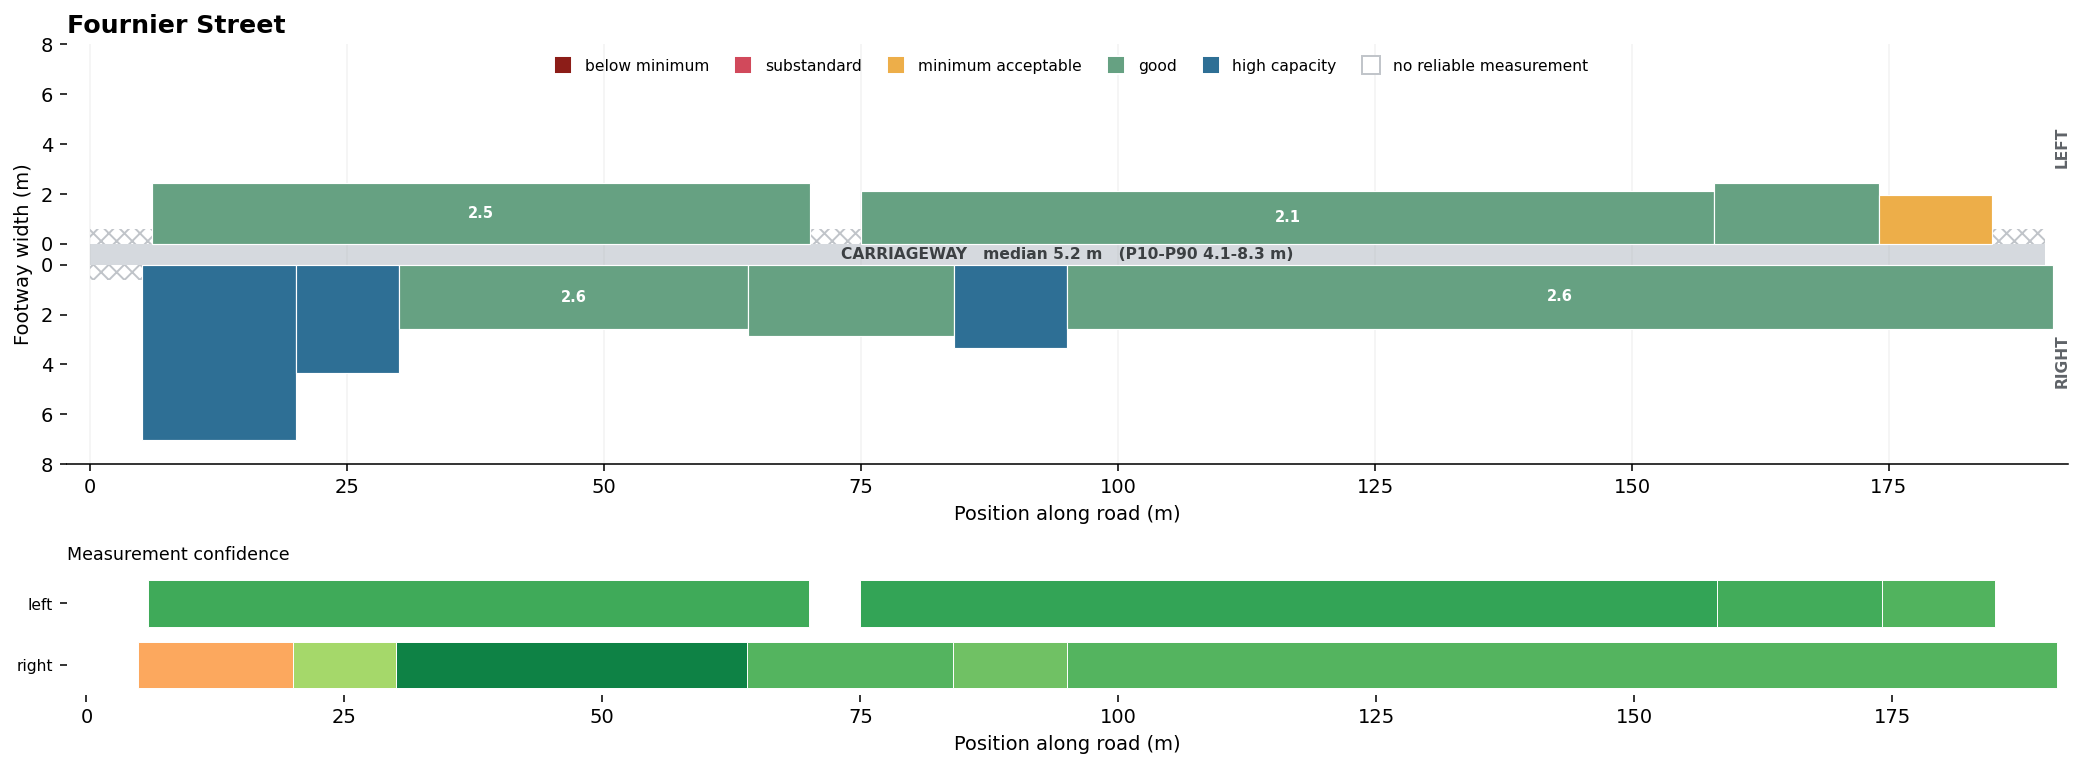 Fournier Street
below minimum substandard minimum acceptable good high capacity no reliable measurement
Footway width (m)
8
6
4
2
0
0
2
4
6
8
LEFT
RIGHT
2.5
2.1
CARRIAGEWAY median 5.2 m (P10-P90 4.1-8.3 m)
2.6
2.6
0 25 50 75 100 125 150 175
Position along road (m)
Measurement confidence
left
right
0 25 50 75 100 125 150 175
Position along road (m)